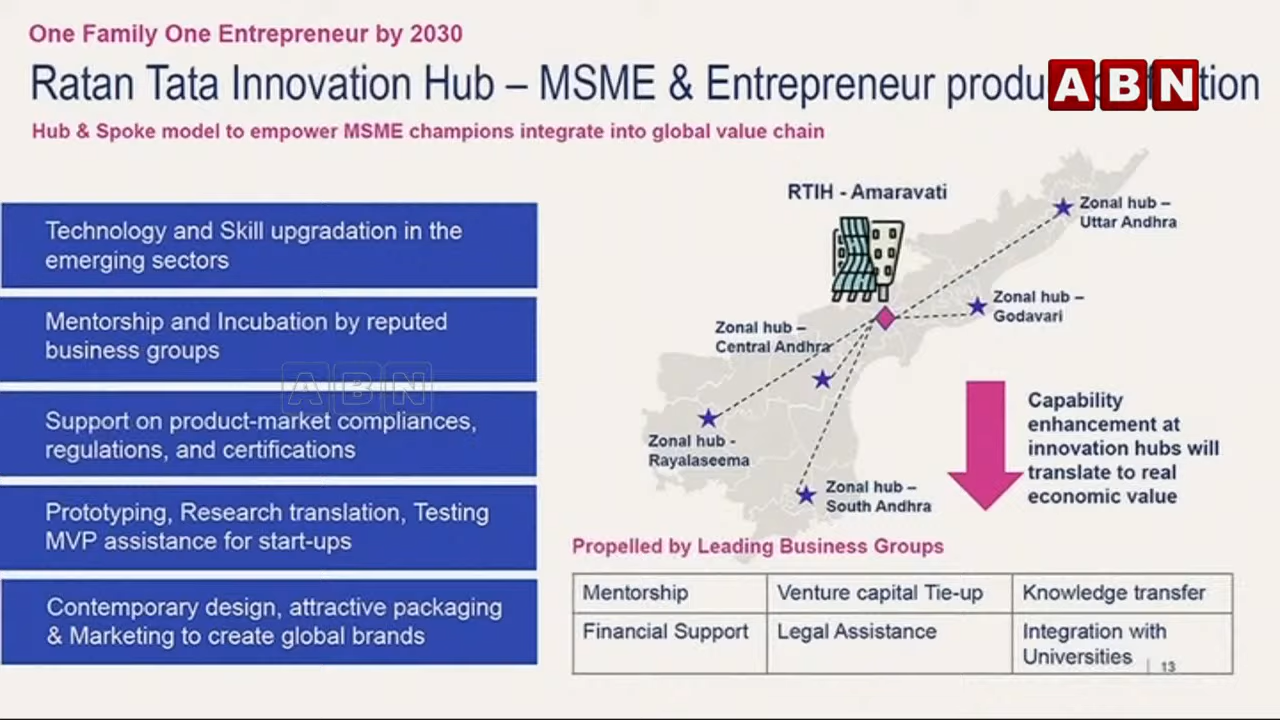 One Family One Entrepreneur by 2030
Ratan Tata Innovation Hub – MSME & Entrepreneur
ABN
Hub & Spoke model to empower MSME champions integrate into global value chain
Technology and Skill upgradation in the
emerging sectors
Mentorship and Incubation by reputed
business groups
ABN
Support on product-market compliances,
regulations, and certifications
Prototyping, Research translation, Testing
MVP assistance for start-ups
Contemporary design, attractive packaging
& Marketing to create global brands
RTIH - Amaravati
Zonal hub –
Uttar Andhra
Zonal hub –
Godavari
Zonal hub –
Central Andhra
Zonal hub -
Rayalaseema
Zonal hub –
South Andhra
Capability
enhancement at
innovation hubs will
translate to real
economic value
Propelled by Leading Business Groups
Mentorship
Venture capital Tie-up
Knowledge transfer
Financial Support
Legal Assistance
Integration with
Universities
13